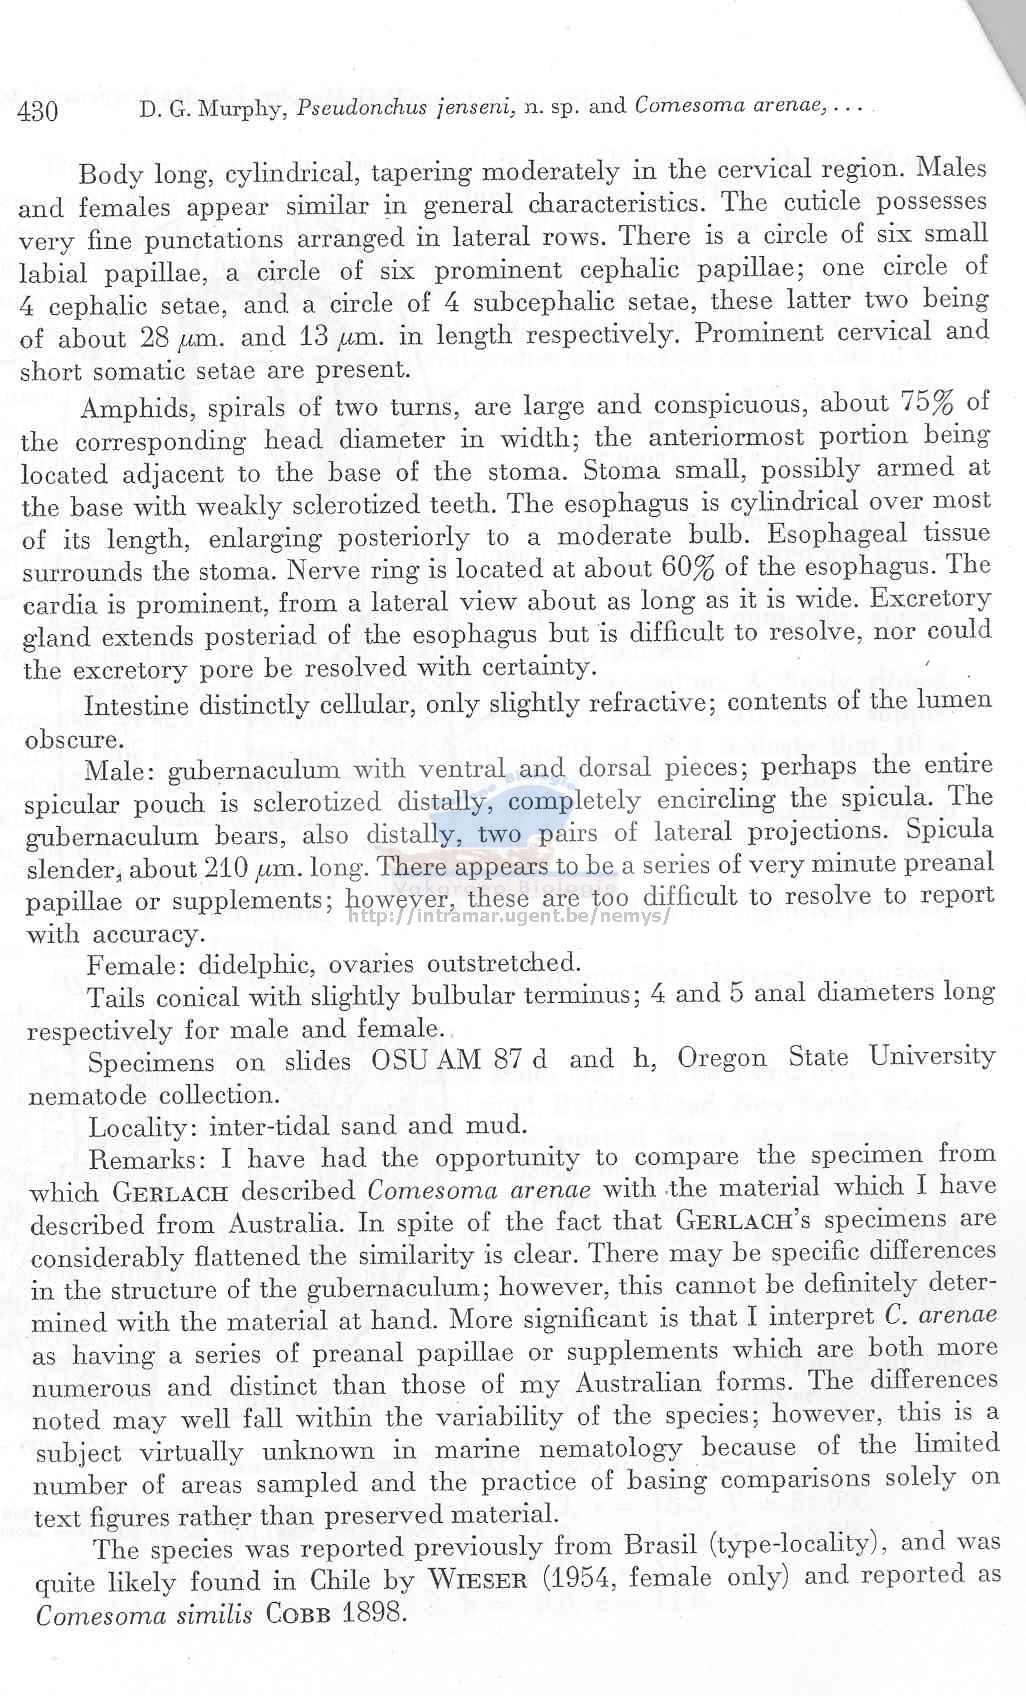 430 D. G. Murphy, Pseudonchus jenseni, n. sp. and Comesoma arenae, . . .
Body long, cylindrical, tapering moderately in the cervical region. Males
and females appear similar in general characteristics. The cuticle possesses
very fine punctations arranged in lateral rows. There is a circle of six small
labial papillae, a circle of six prominent cephalic papillae; one circle of
4 cephalic setae, and a circle of 4 subcephalic setae, these latter two being
of about 28 μm. and 13 μm. in length respectively. Prominent cervical and
short somatic setae are present.
Amphids, spirals of two turns, are large and conspicuous, about 75% of
the corresponding head diameter in width; the anteriormost portion being
located adjacent to the base of the stoma. Stoma small, possibly armed at
the base with weakly sclerotized teeth. The esophagus is cylindrical over most
of its length, enlarging posteriorly to a moderate bulb. Esophageal tissue
surrounds the stoma. Nerve ring is located at about 60% of the esophagus. The
cardia is prominent, from a lateral view about as long as it is wide. Excretory
gland extends posteriad of the esophagus but is difficult to resolve, nor could
the excretory pore be resolved with certainty.
Intestine distinctly cellular, only slightly refractive; contents of the lumen
obscure.
Male: gubernaculum with ventral and dorsal pieces; perhaps the entire
spicular pouch is sclerotized distally, completely encircling the spicula. The
gubernaculum bears, also distally, two pairs of lateral projections. Spicula
slender, about 210 μm. long. There appears to be a series of very minute preanal
Vakgroep Biologie
papillae or supplements; however, these are too difficult to resolve to report
http://intramar.ugent.be/nemys/
with accuracy.
Female: didelphic, ovaries outstretched.
Tails conical with slightly bulbular terminus; 4 and 5 anal diameters long
respectively for male and female.
Specimens on slides OSU AM 87 d and h, Oregon State University
nematode collection.
Locality: inter-tidal sand and mud.
Remarks: I have had the opportunity to compare the specimen from
which GERLACH described Comesoma arenae with the material which I have
described from Australia. In spite of the fact that GERLACH's specimens are
considerably flattened the similarity is clear. There may be specific differences
in the structure of the gubernaculum; however, this cannot be definitely deter-
mined with the material at hand. More significant is that I interpret C. arenae
as having a series of preanal papillae or supplements which are both more
numerous and distinct than those of my Australian forms. The differences
noted may well fall within the variability of the species; however, this is a
subject virtually unknown in marine nematology because of the limited
number of areas sampled and the practice of basing comparisons solely on
text figures rather than preserved material.
The species was reported previously from Brasil (type-locality), and was
quite likely found in Chile by WIESER (1954, female only) and reported as
Comesoma similis COBB 1898.